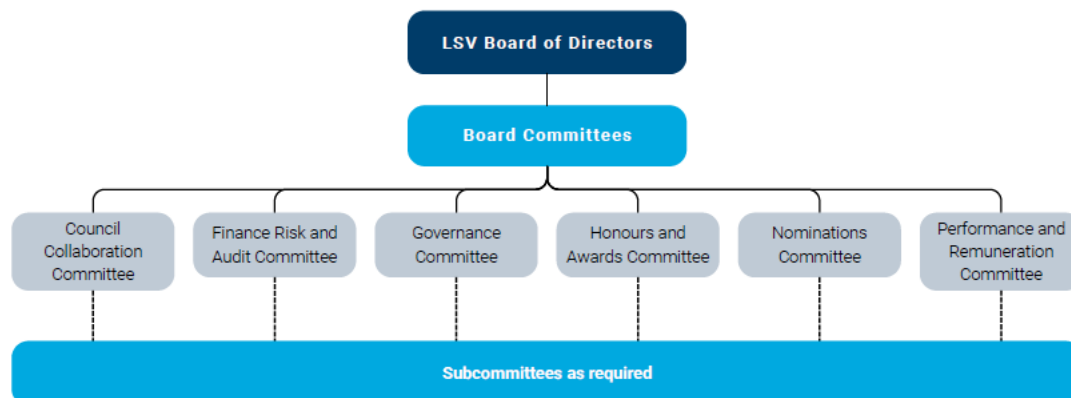 LSV Board of Directors
Board Committees
Council
Collaboration
Committee
Finance Risk and
Audit Committee
Governance
Committee
Honours and
Awards Committee
Nominations
Committee
Performance and
Remuneration
Committee
Subcommittees as required